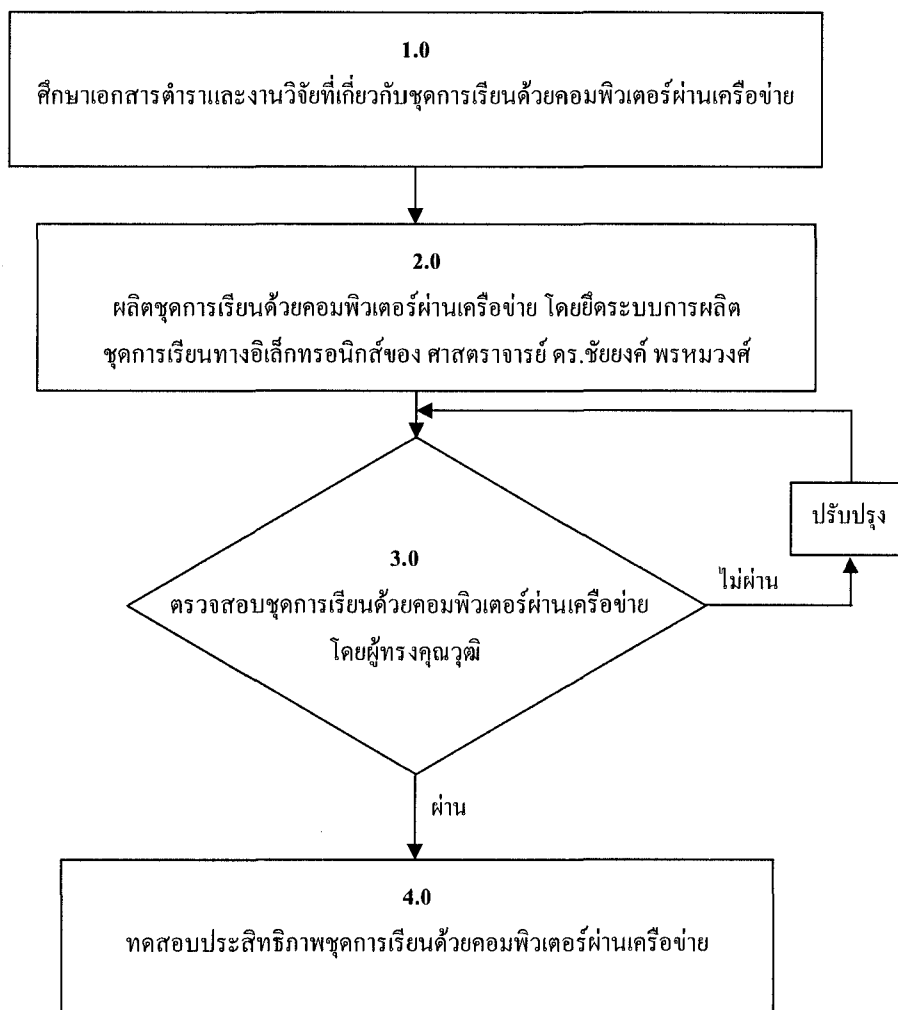 1.0
ศึกษาเอกสารตำราและงานวิจัยที่เกี่ยวกับชุดการเรียนด้วยคอมพิวเตอร์ผ่านเครือข่าย
2.0
ผลิตชุดการเรียนด้วยคอมพิวเตอร์ผ่านเครือข่าย โดยยึดระบบการผลิต
ชุดการเรียนทางอิเล็กทรอนิกส์ของ ศาสตราจารย์ ดร.ชัยยงค์ พรหมวงศ์
ปรับปรุง
3.0
ไม่ผ่าน
ตรวจสอบชุดการเรียนด้วยคอมพิวเตอร์ผ่านเครือข่าย
โดยผู้ทรงคุณวุฒิ
ผ่าน
4.0
ทดสอบประสิทธิภาพชุดการเรียนด้วยคอมพิวเตอร์ผ่านเครือข่าย